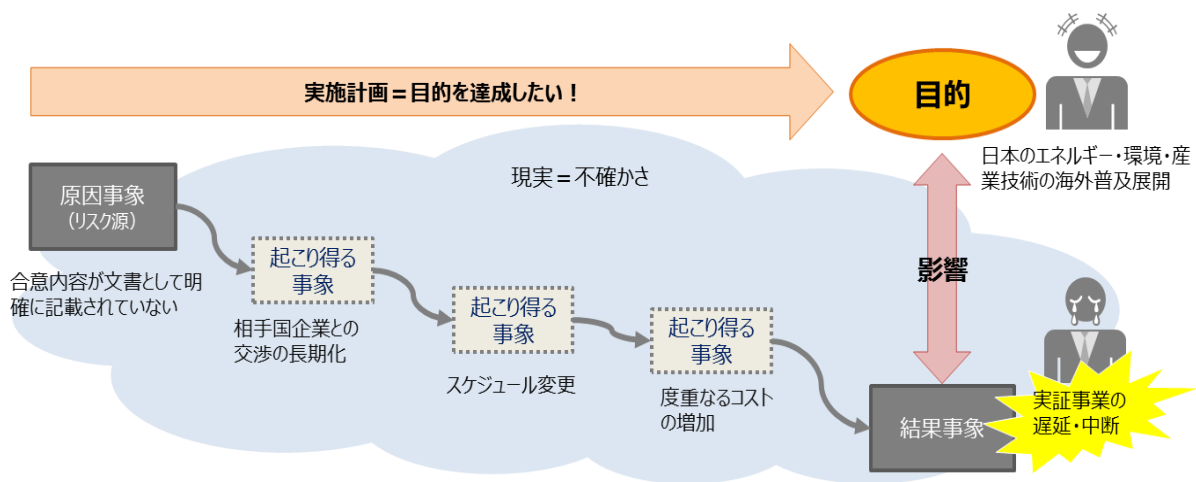 実施計画=目的を達成したい!
目的
日本のエネルギー・環境・産
業技術の海外普及展開
現実=不確かさ
原因事象
(リスク源)
合意内容が文書として明
確に記載されていない
起こり得る
事象
相手国企業との
交渉の長期化
起こり得る
事象
スケジュール変更
起こり得る
事象
度重なるコスト
の増加
影響
結果事象
実証事業の
遅延・中断